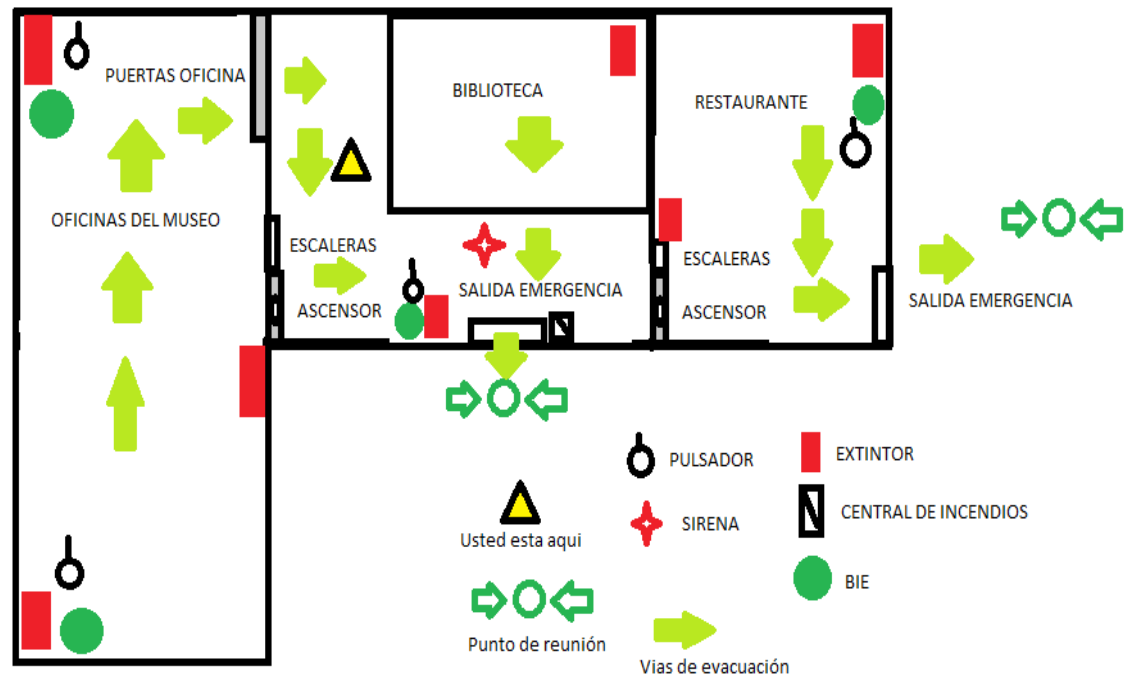 PUERTAS OFICINA
BIBLIOTECA
RESTAURANTE
OFICINAS DEL MUSEO
ESCALERAS
ASCENSOR
SALIDA EMERGENCIA
ESCALERAS
ASCENSOR
SALIDA EMERGENCIA
PULSADOR
EXTINTOR
SIRENA
CENTRAL DE INCENDIOS
Usted esta aqui
BIE
Punto de reunión
Vias de evacuación